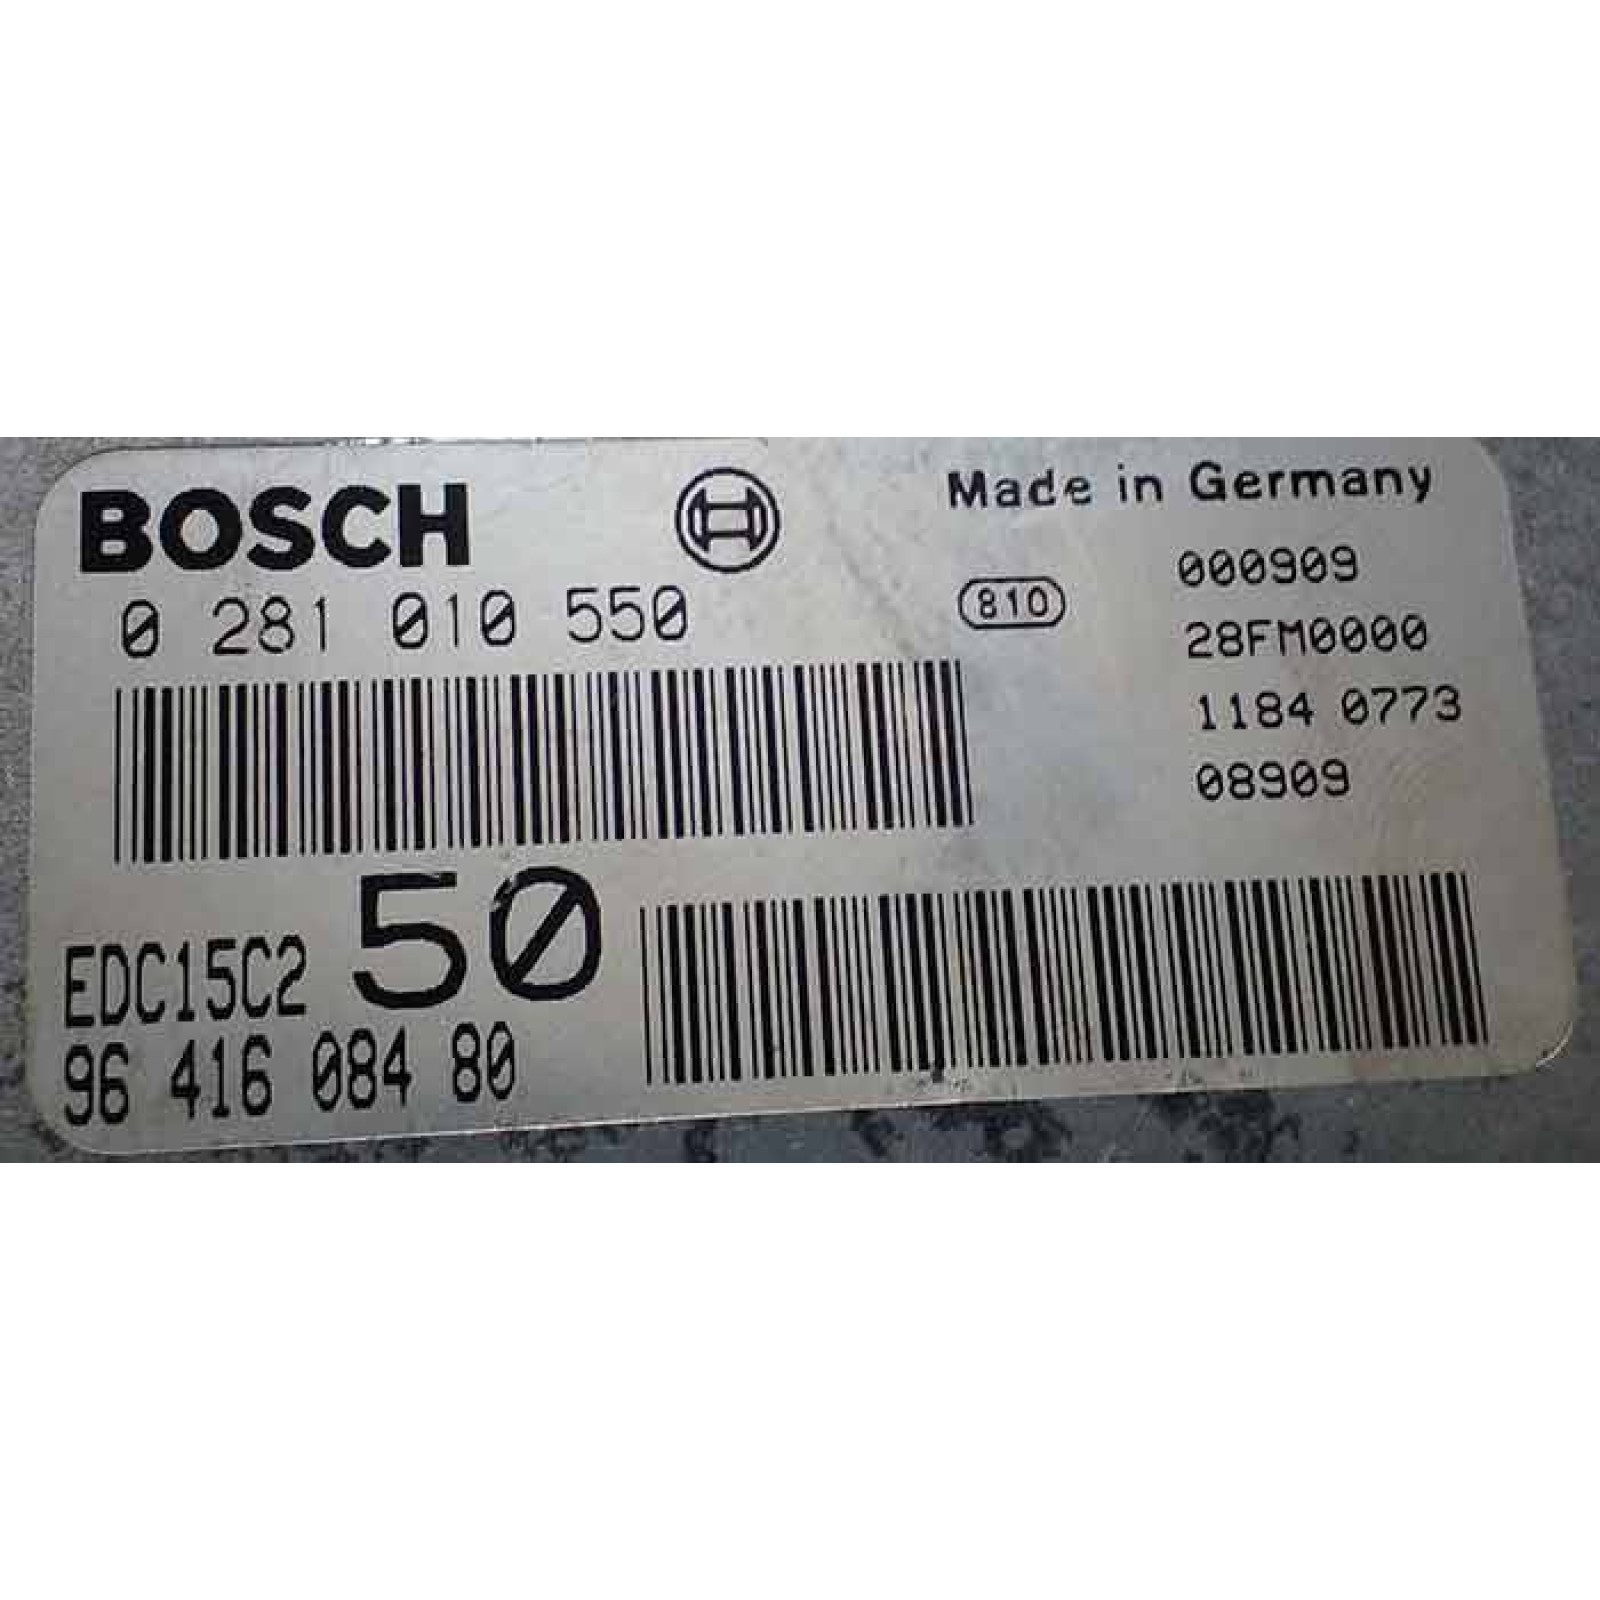 BOSCH
Made in Germany
0 281 010 550
810
000909
28FM0000
1184 0773
08909
EDC15C2 50
96 416 084 80